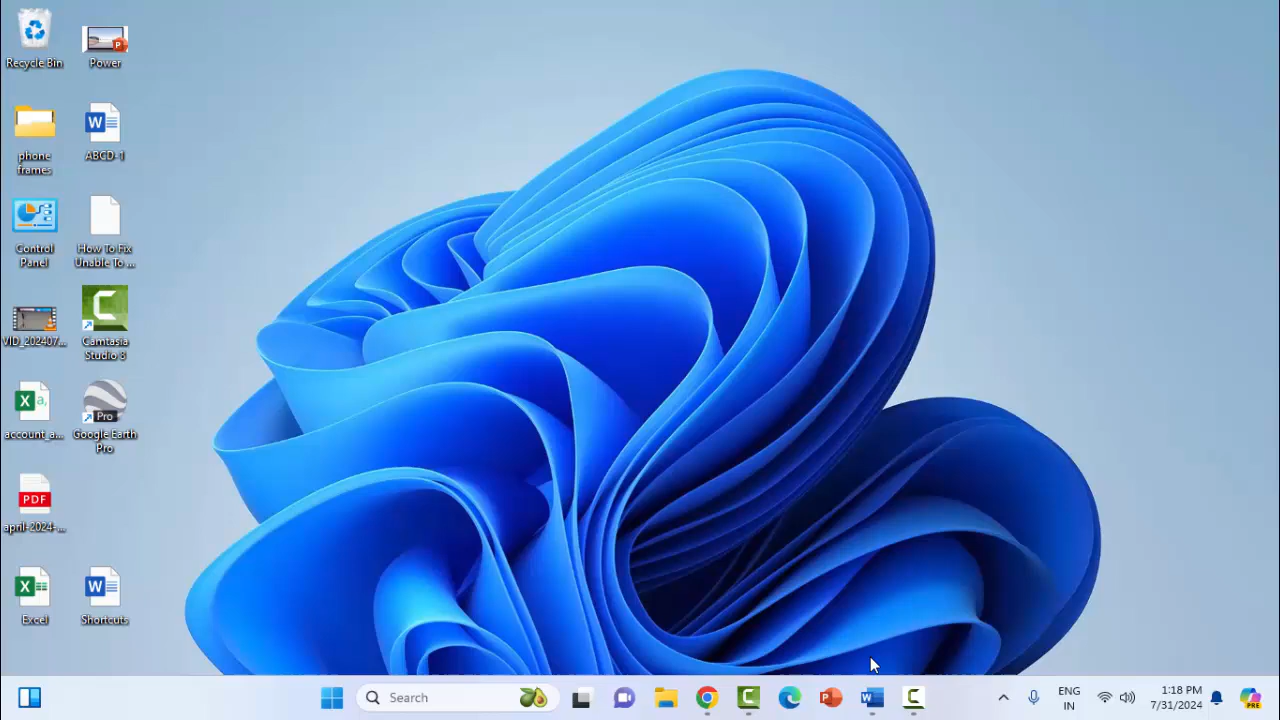 Recycle Bin
Power
phone
frames
ABCD-1
Control
Panel
How To Fix
Unable To ...
VID_202407...
Camtasia
Studio 8
account_a...
Pro
Google Earth
Pro
PDF
april-2024-...
Excel
Shortcuts
Search
ENG
IN
1:18 PM
7/31/2024
PRE